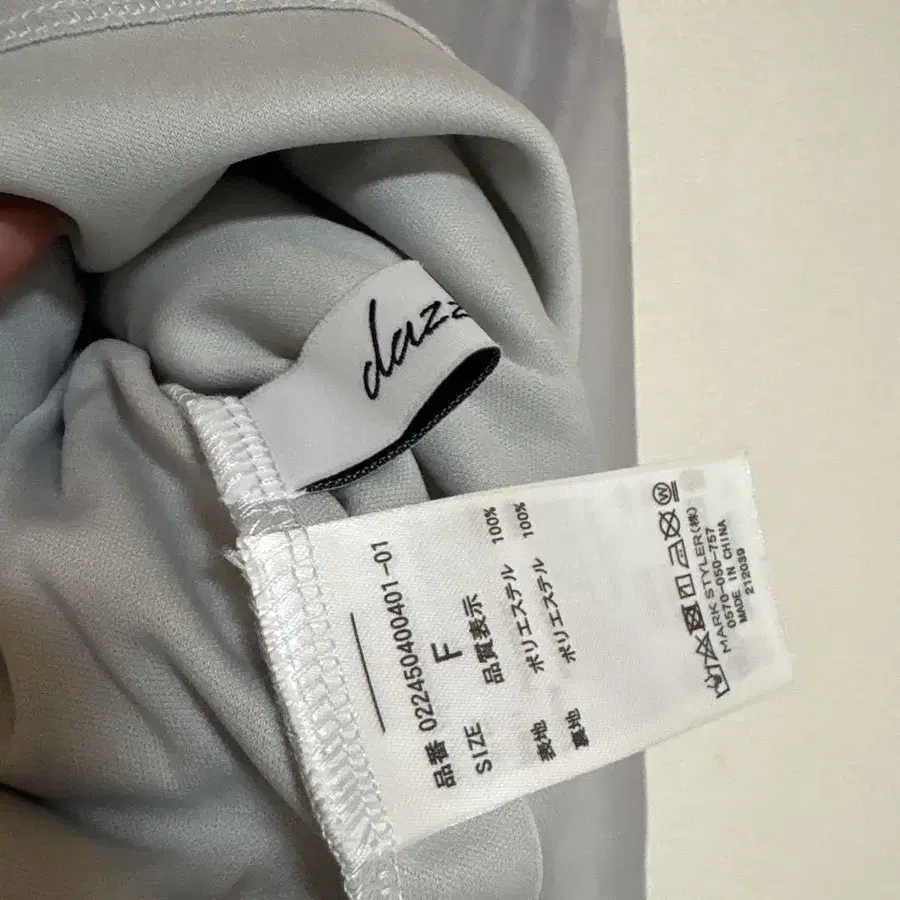 dazz
品番 022450400401-01
SIZE F
品質表示
表地 ポリエステル 100%
裏地 ポリエステル 100%
W
MARK STYLER(株)
0570-050-757
MADE IN CHINA
212039